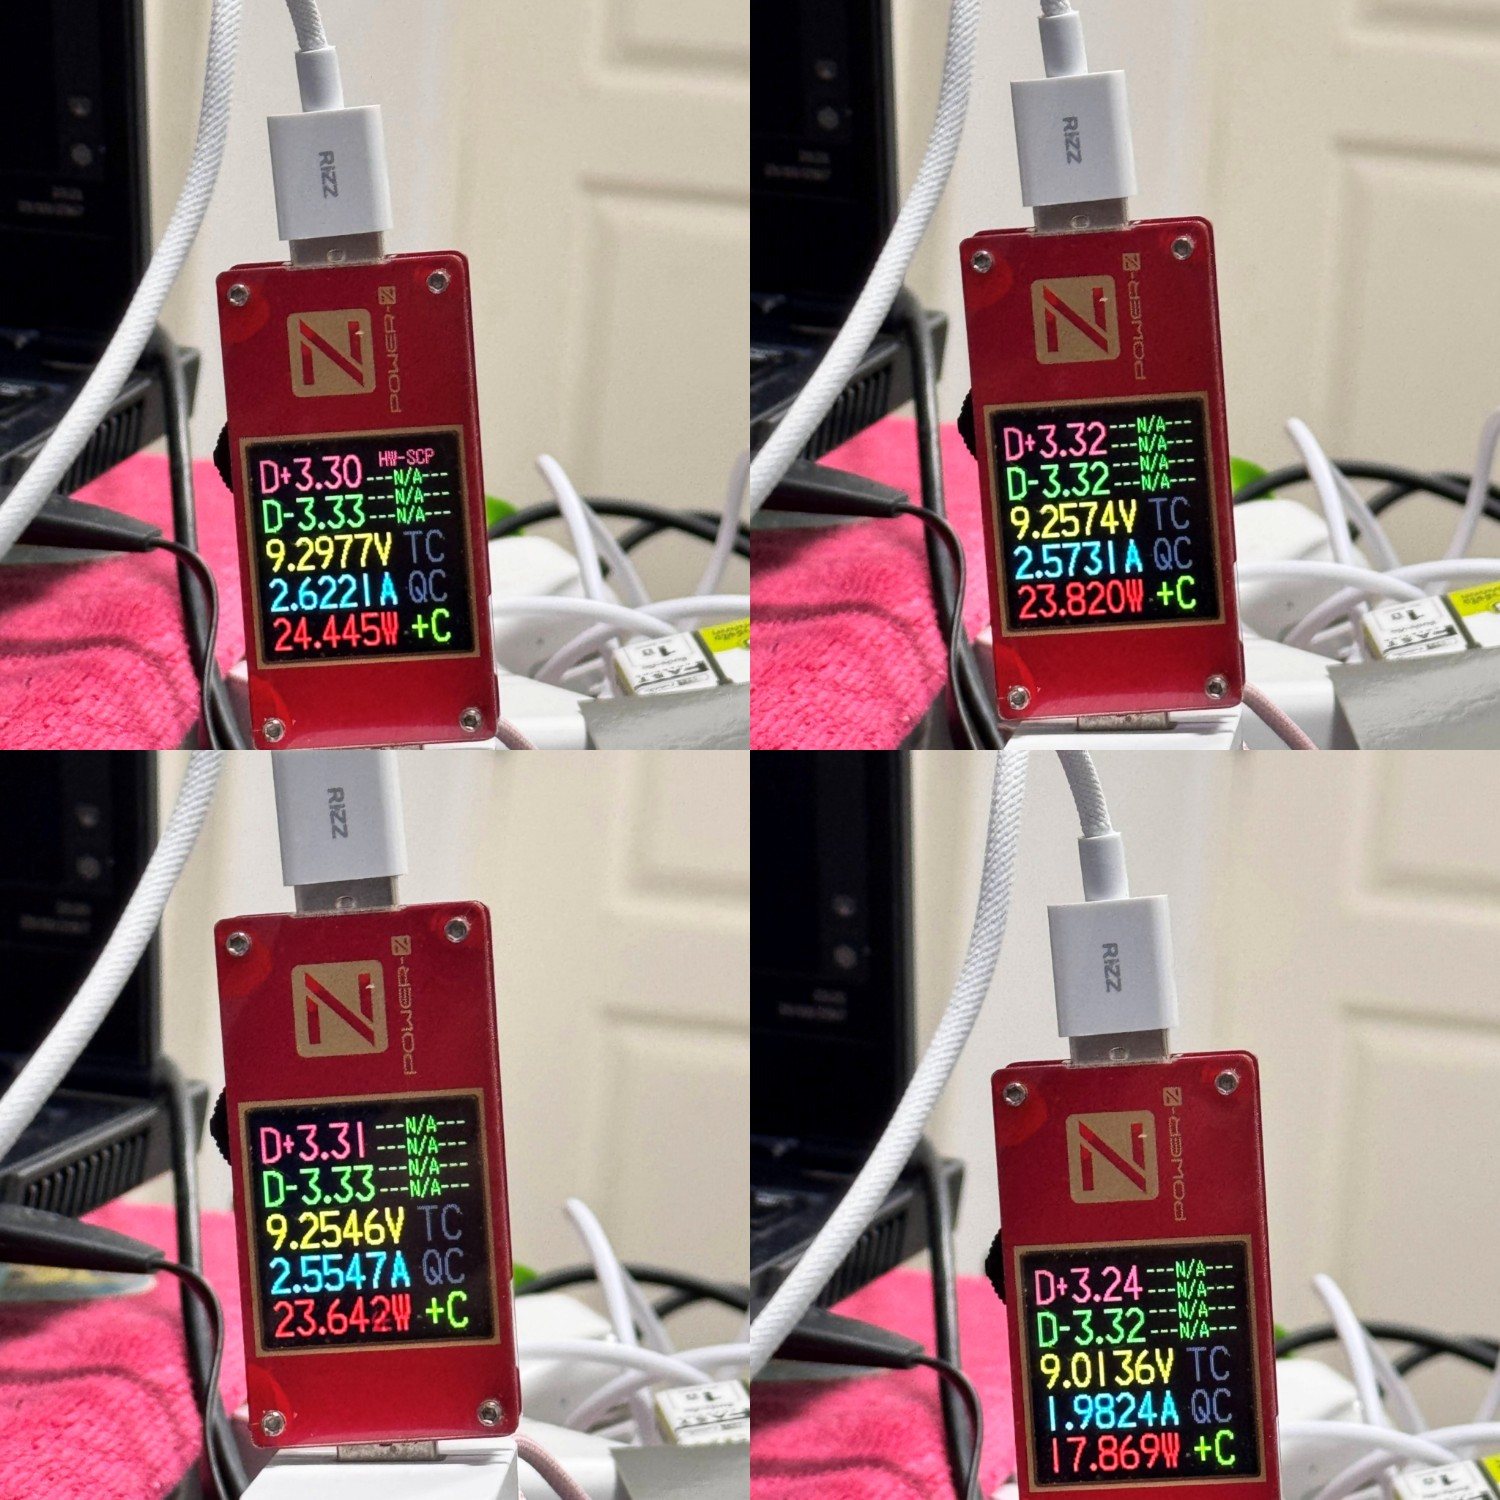 RIZZ
POWER-Z
Z
D+3.30 HW-SCP
---N/A---
D-3.33 ---N/A---
---N/A---
9.2977V TC
2.6221A QC
24.445W +C
FAST
RIZZ
POWER-Z
Z
D+3.32 ---N/A---
---N/A---
D-3.32 ---N/A---
---N/A---
9.2574V TC
2.5731A QC
23.820W +C
FAST
RIZZ
POWER-Z
Z
D+3.31 ---N/A---
---N/A---
D-3.33 ---N/A---
---N/A---
9.2546V TC
2.5547A QC
23.642W +C
RIZZ
POWER-Z
Z
D+3.24 ---N/A---
---N/A---
D-3.32 ---N/A---
---N/A---
9.0136V TC
1.9824A QC
17.869W +C